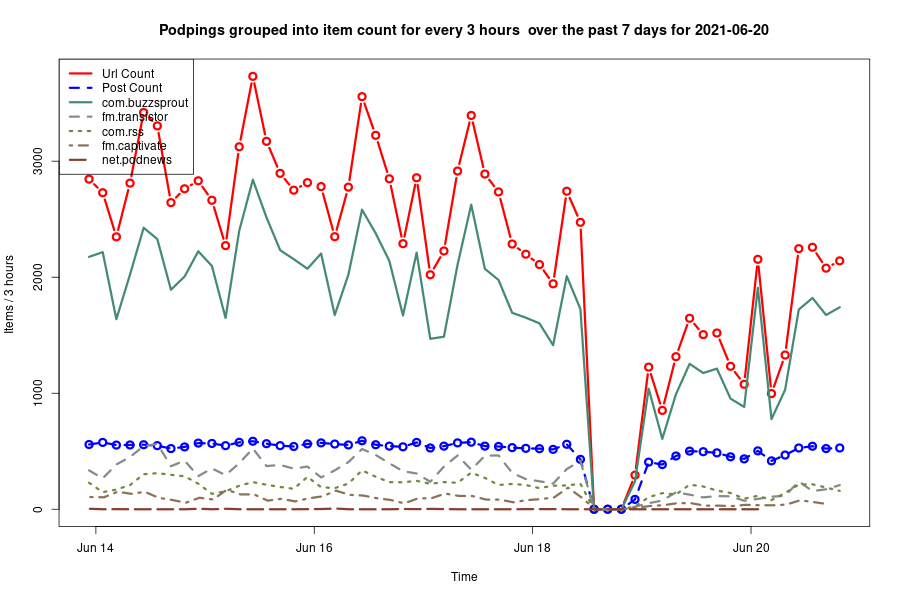 Podpings grouped into item count for every 3 hours  over the past 7 days for 2021-06-20
Url Count
Post Count
com.buzzsprout
fm.transistor
com.rss
fm.captivate
net.podnews
Items / 3 hours
3000
2000
1000
0
Jun 14
Jun 16
Jun 18
Jun 20
Time